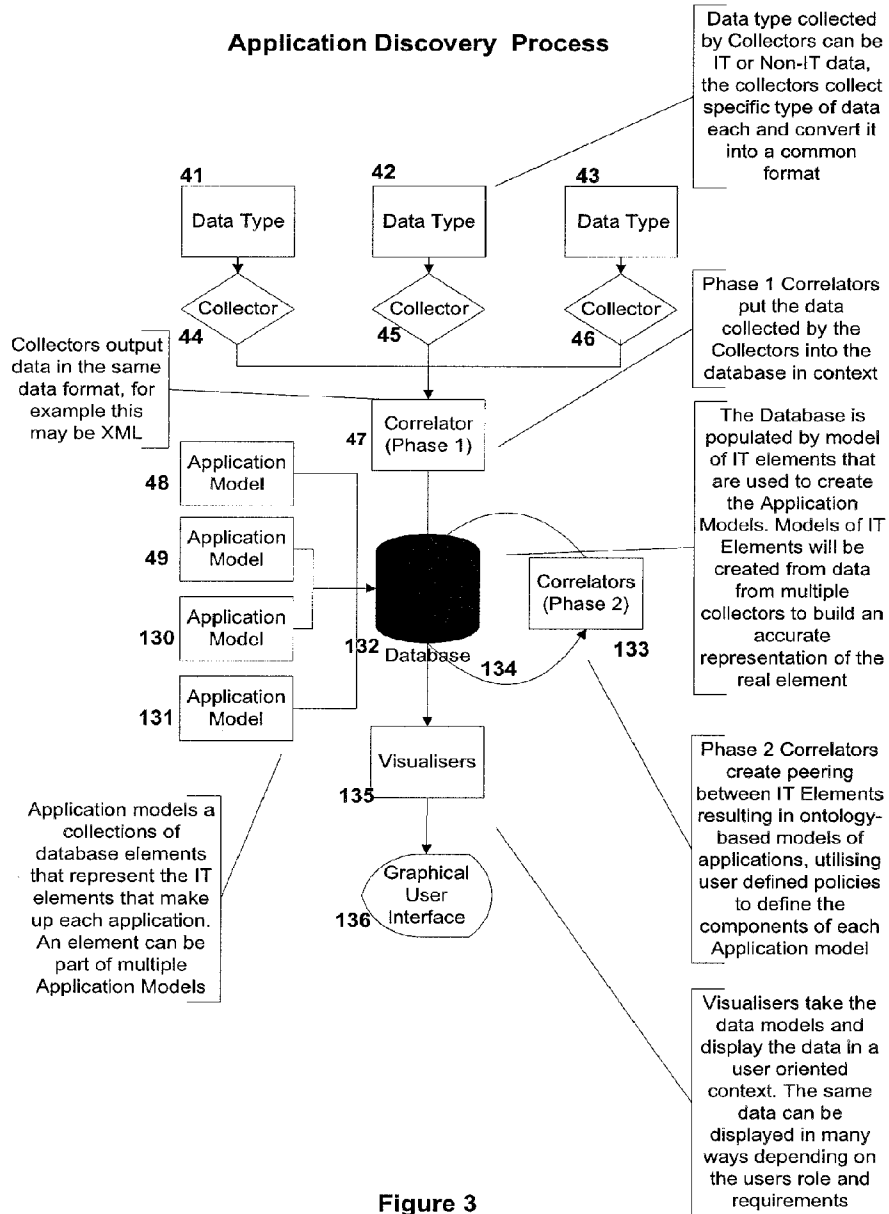 Application Discovery Process
Data type collected
by Collectors can be
IT or Non-IT data,
the collectors collect
specific type of data
each and convert it
into a common
format
41
42
43
Data Type
Data Type
Data Type
Collector
Collector
Collector
44
45
46
Phase 1 Correlators
put the data
collected by the
Collectors into the
database in context
Collectors output
data in the same
data format, for
example this
may be XML
47
Correlator
(Phase 1)
48
Application
Model
49
Application
Model
130
Application
Model
131
Application
Model
The Database is
populated by model
of IT elements that
are used to create
the Application
Models. Models of IT
Elements will be
created from data
from multiple
collectors to build an
accurate
representation of the
real element
Correlators
(Phase 2)
132
Database
133
134
Visualisers
135
Phase 2 Correlators
create peering
between IT Elements
resulting in ontology-
based models of
applications, utilising
user defined policies
to define the
components of each
Application model
Application models a
collections of
database elements
that represent the IT
elements that make
up each application.
An element can be
part of multiple
Application Models
Graphical
User
Interface
136
Visualisers take the
data models and
display the data in a
user oriented
context. The same
data can be
displayed in many
ways depending on
the users role and
requirements
Figure 3